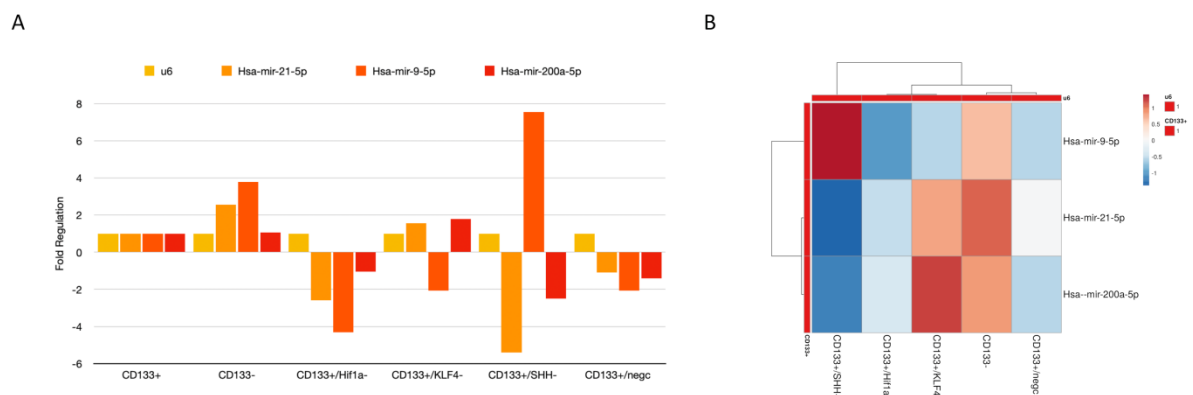 A
B
u6 Hsa-mir-21-5p Hsa-mir-9-5p Hsa-mir-200a-5p
Fold Regulation
8
6
4
2
0
-2
-4
-6
CD133+ CD133- CD133+/Hif1a- CD133+/KLF4- CD133+/SHH- CD133+/negc
u6
Hsa-mir-9-5p
Hsa-mir-21-5p
Hsa--mir-200a-5p
CD133+
CD133+/SHH-
CD133+/Hif1a
CD133+/KLF4
CD133-
CD133+/negc
1
0.5
0
-0.5
-1
u6
1
CD133+
1